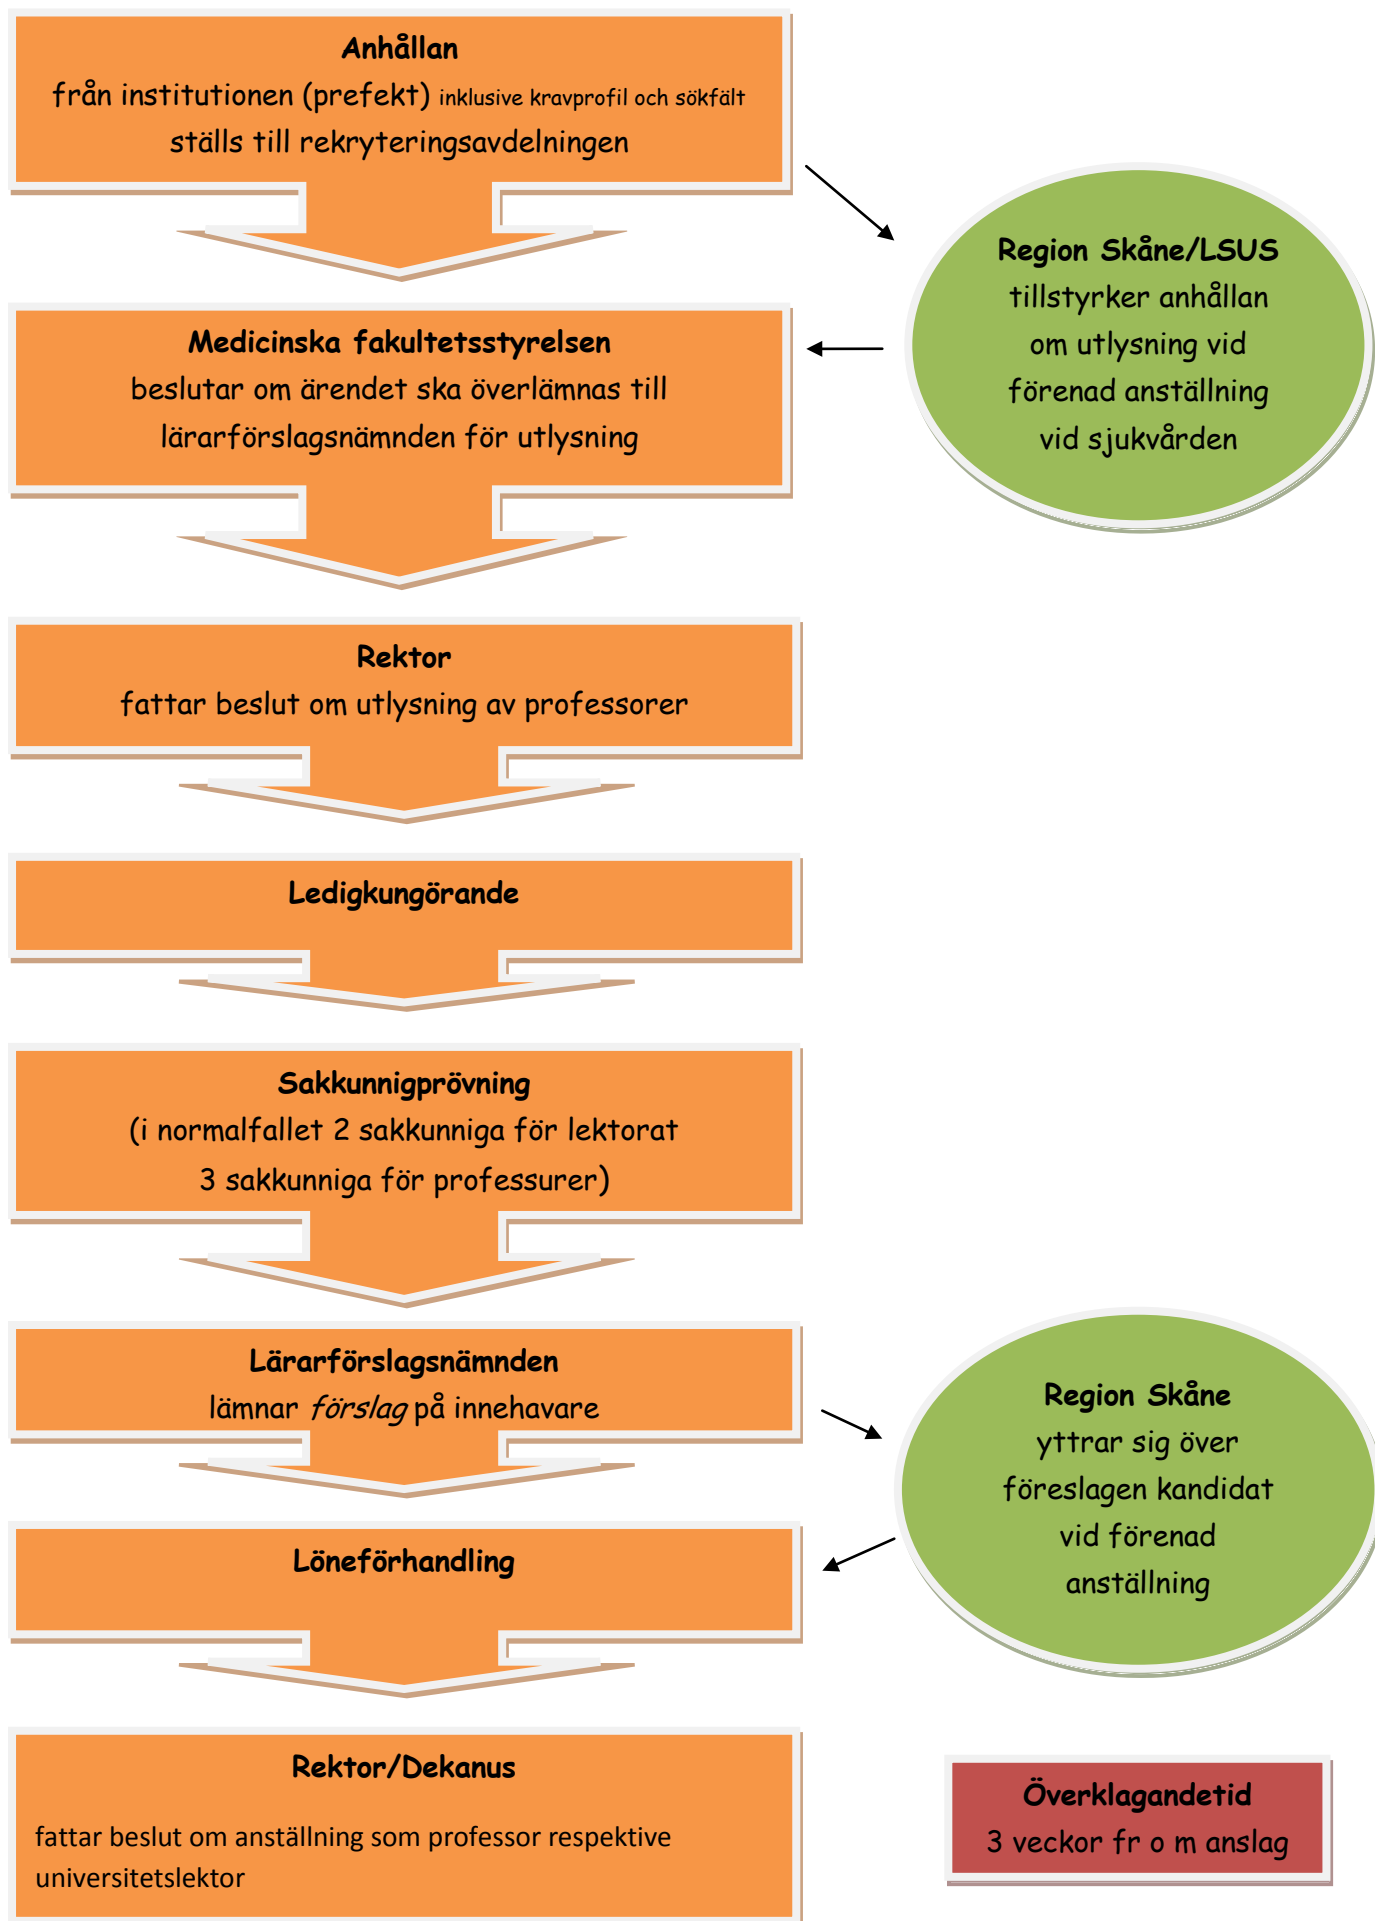 Anhållan
från institutionen (prefekt) inklusive kravprofil och sökfält
ställs till rekryteringsavdelningen
Region Skåne/LSUS
tillstyrker anhållan
om utlysning vid
förenad anställning
vid sjukvården
Medicinska fakultetsstyrelsen
beslutar om ärendet ska överlämnas till
lärarförslagsnämnden för utlysning
Rektor
fattar beslut om utlysning av professorer
Ledigkungörande
Sakkunnigprövning
(i normalfallet 2 sakkunniga för lektorat
3 sakkunniga för professurer)
Lärarförslagsnämnden
lämnar förslag på innehavare
Region Skåne
yttrar sig över
föreslagen kandidat
vid förenad
anställning
Löneförhandling
Rektor/Dekanus
fattar beslut om anställning som professor respektive
universitetslektor
Överklagandetid
3 veckor fr o m anslag